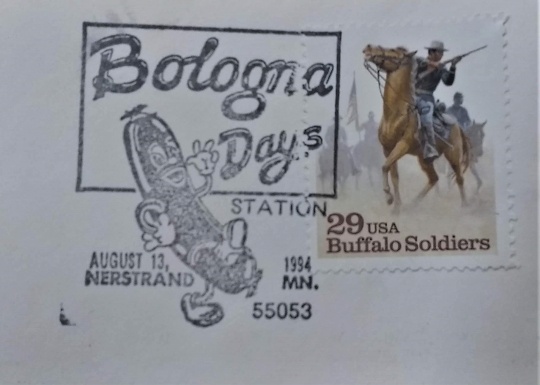 Bologna
Days
STATION
AUGUST 13, 1994
NERSTRAND MN.
55053
29 USA
Buffalo Soldiers